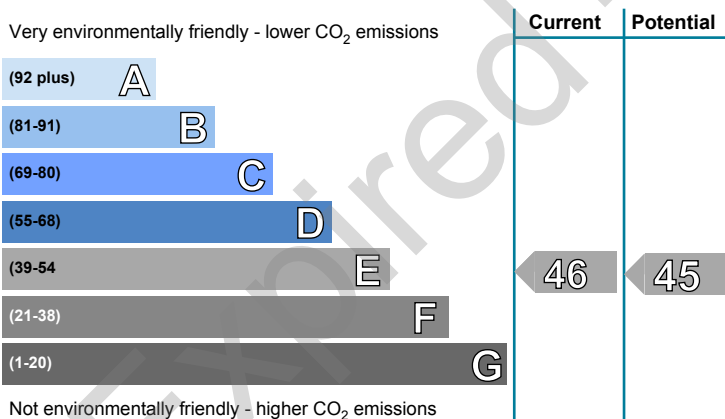 Current Potential
Very environmentally friendly - lower CO2 emissions
(92 plus) A
(81-91) B
(69-80) C
(55-68) D
(39-54 E 46 45
(21-38) F
(1-20) G
Not environmentally friendly - higher CO2 emissions
Expired